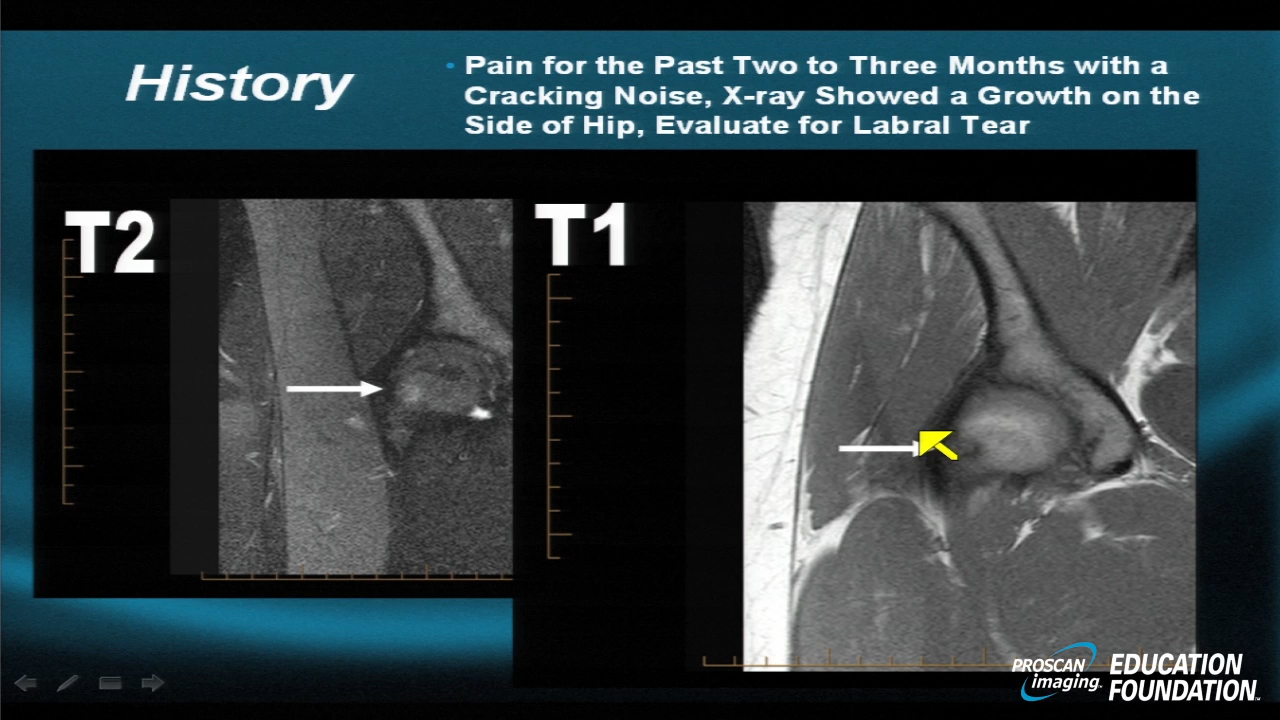 History
• Pain for the Past Two to Three Months with a
Cracking Noise, X-ray Showed a Growth on the
Side of Hip, Evaluate for Labral Tear
T2
T1
PROSCAN
imaging
EDUCATION
FOUNDATION